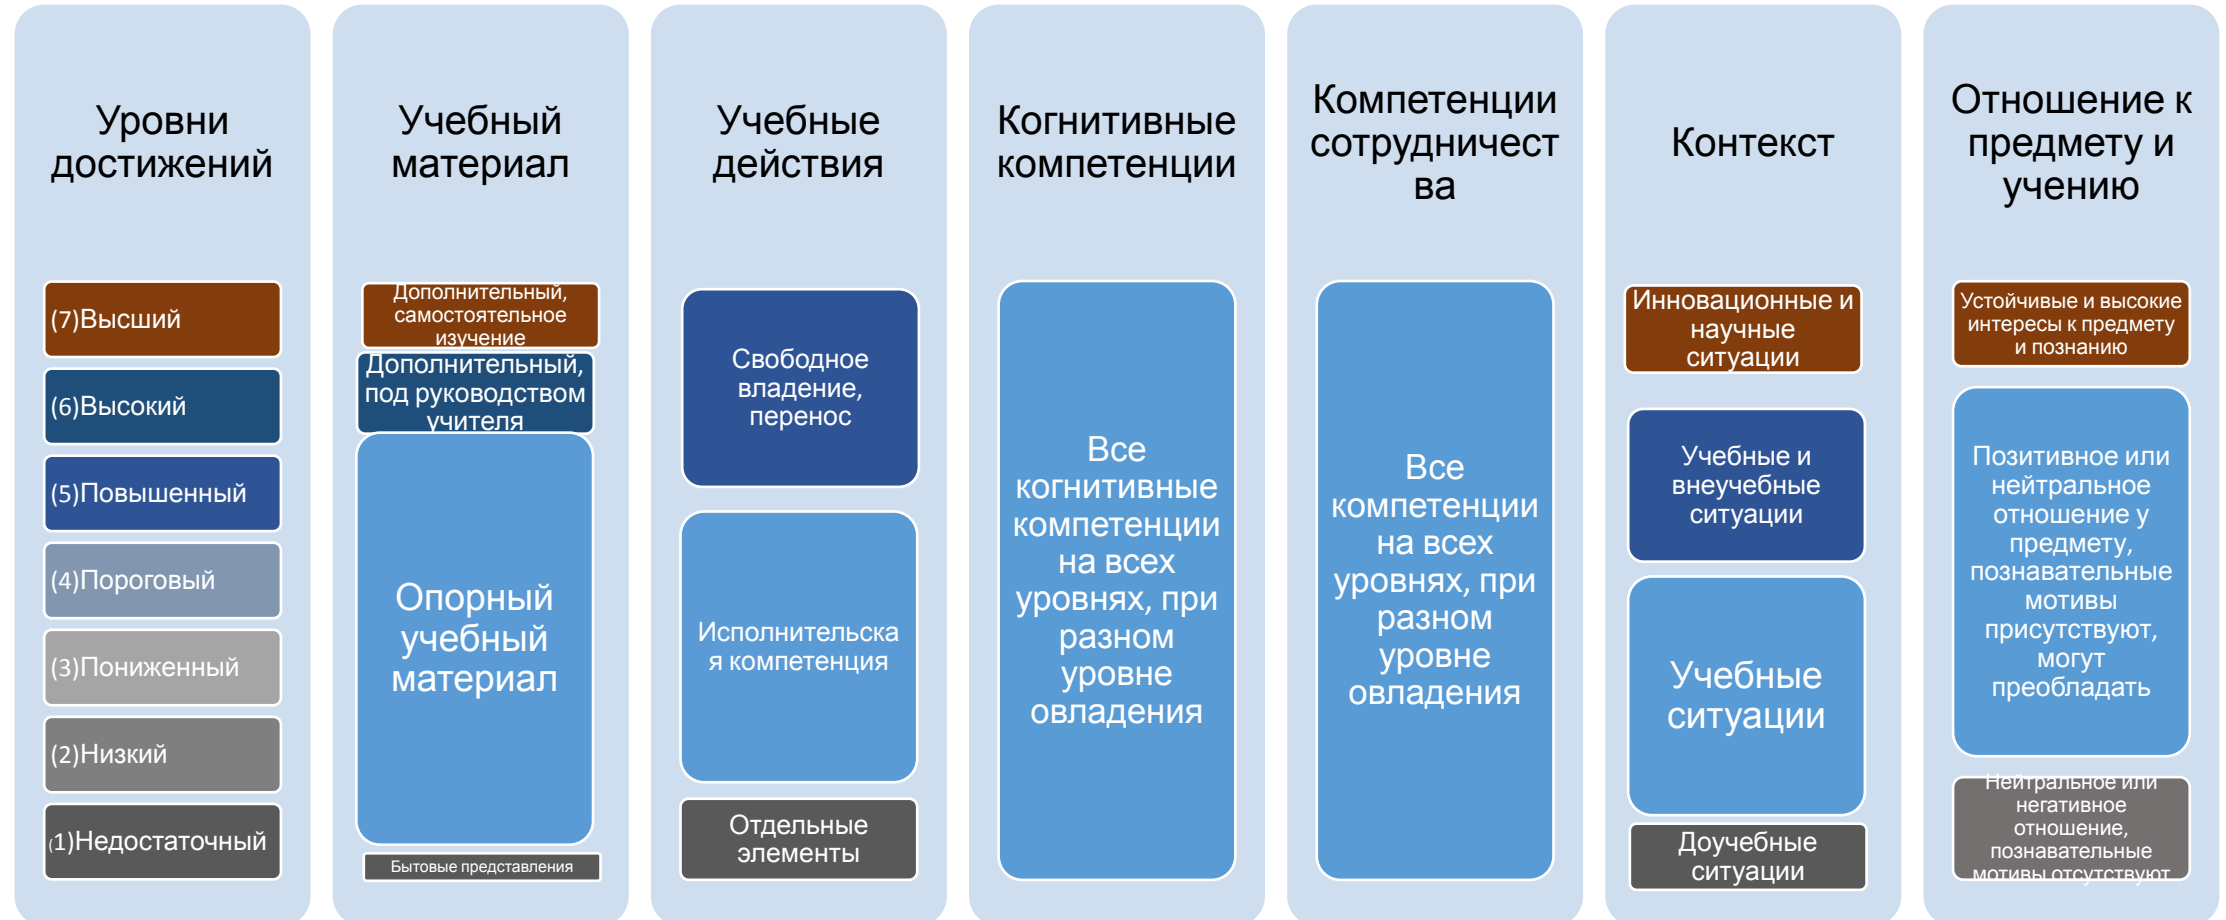 Уровни
достижений
(7)Высший
(6)Высокий
(5)Повышенный
(4)Пороговый
(3)Пониженный
(2)Низкий
(1)Недостаточный
Учебный
материал
Дополнительный,
самостоятельное
изучение
Дополнительный,
под руководством
учителя
Опорный
учебный
материал
Бытовые представления
Учебные
действия
Свободное
владение,
перенос
Исполнительска
я компетенция
Отдельные
элементы
Когнитивные
компетенции
Все
когнитивные
компетенции
на всех
уровнях, при
разном
уровне
овладения
Компетенции
сотрудничест
ва
Все
компетенции
на всех
уровнях, при
разном
уровне
овладения
Контекст
Инновационные и
научные
ситуации
Учебные и
внеучебные
ситуации
Учебные
ситуации
Доучебные
ситуации
Отношение к
предмету и
учению
Устойчивые и высокие
интересы к предмету
и познанию
Позитивное или
нейтральное
отношение у
предмету,
познавательные
мотивы
присутствуют,
могут
преобладать
Нейтральное или
негативное
отношение,
познавательные
мотивы отсутствуют